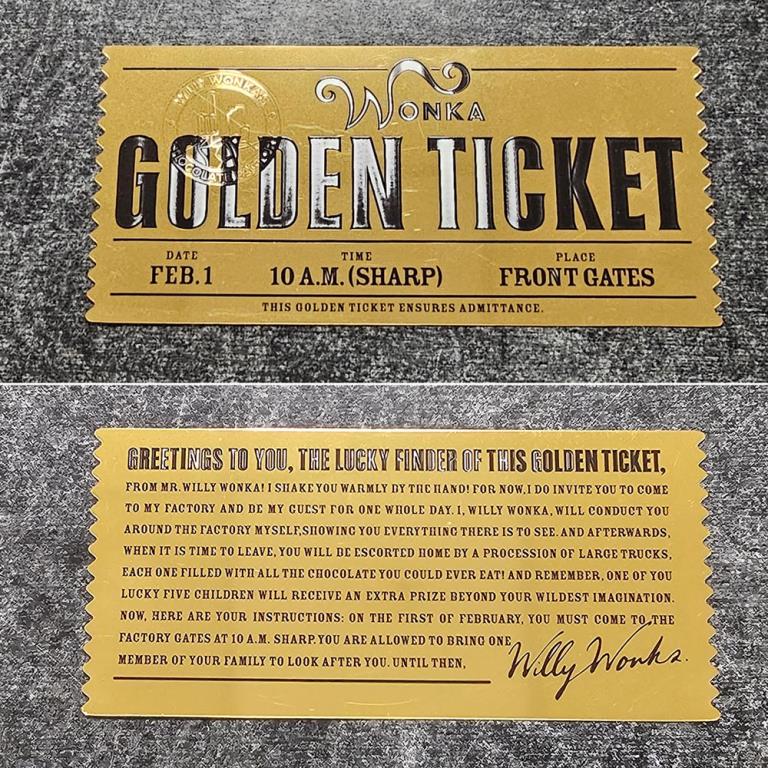 WILLY WONKA'S
CHOCOLATE
WONKA
GOLDEN TICKET
DATE TIME PLACE
FEB.1 10 A.M.(SHARP) FRONT GATES
THIS GOLDEN TICKET ENSURES ADMITTANCE.
GREETINGS TO YOU, THE LUCKY FINDER OF THIS GOLDEN TICKET,
FROM MR. WILLY WONKA! I SHAKE YOU WARMLY BY THE HAND! FOR NOW, I DO INVITE YOU TO COME
TO MY FACTORY AND BE MY GUEST FOR ONE WHOLE DAY. I, WILLY WONKA, WILL CONDUCT YOU
AROUND THE FACTORY MYSELF,SHOWING YOU EVERYTHING THERE IS TO SEE. AND AFTERWARDS,
WHEN IT IS TIME TO LEAVE, YOU WILL BE ESCORTED HOME BY A PROCESSION OF LARGE TRUCKS,
EACH ONE FILLED WITH ALL THE CHOCOLATE YOU COULD EVER EAT! AND REMEMBER, ONE OF YOU
LUCKY FIVE CHILDREN WILL RECEIVE AN EXTRA PRIZE BEYOND YOUR WILDEST IMAGINATION.
NOW, HERE ARE YOUR INSTRUCTIONS: ON THE FIRST OF FEBRUARY, YOU MUST COME TO THE
FACTORY GATES AT 10 A.M. SHARP.YOU ARE ALLOWED TO BRING ONE
MEMBER OF YOUR FAMILY TO LOOK AFTER YOU. UNTIL THEN,
Willy Wonka.